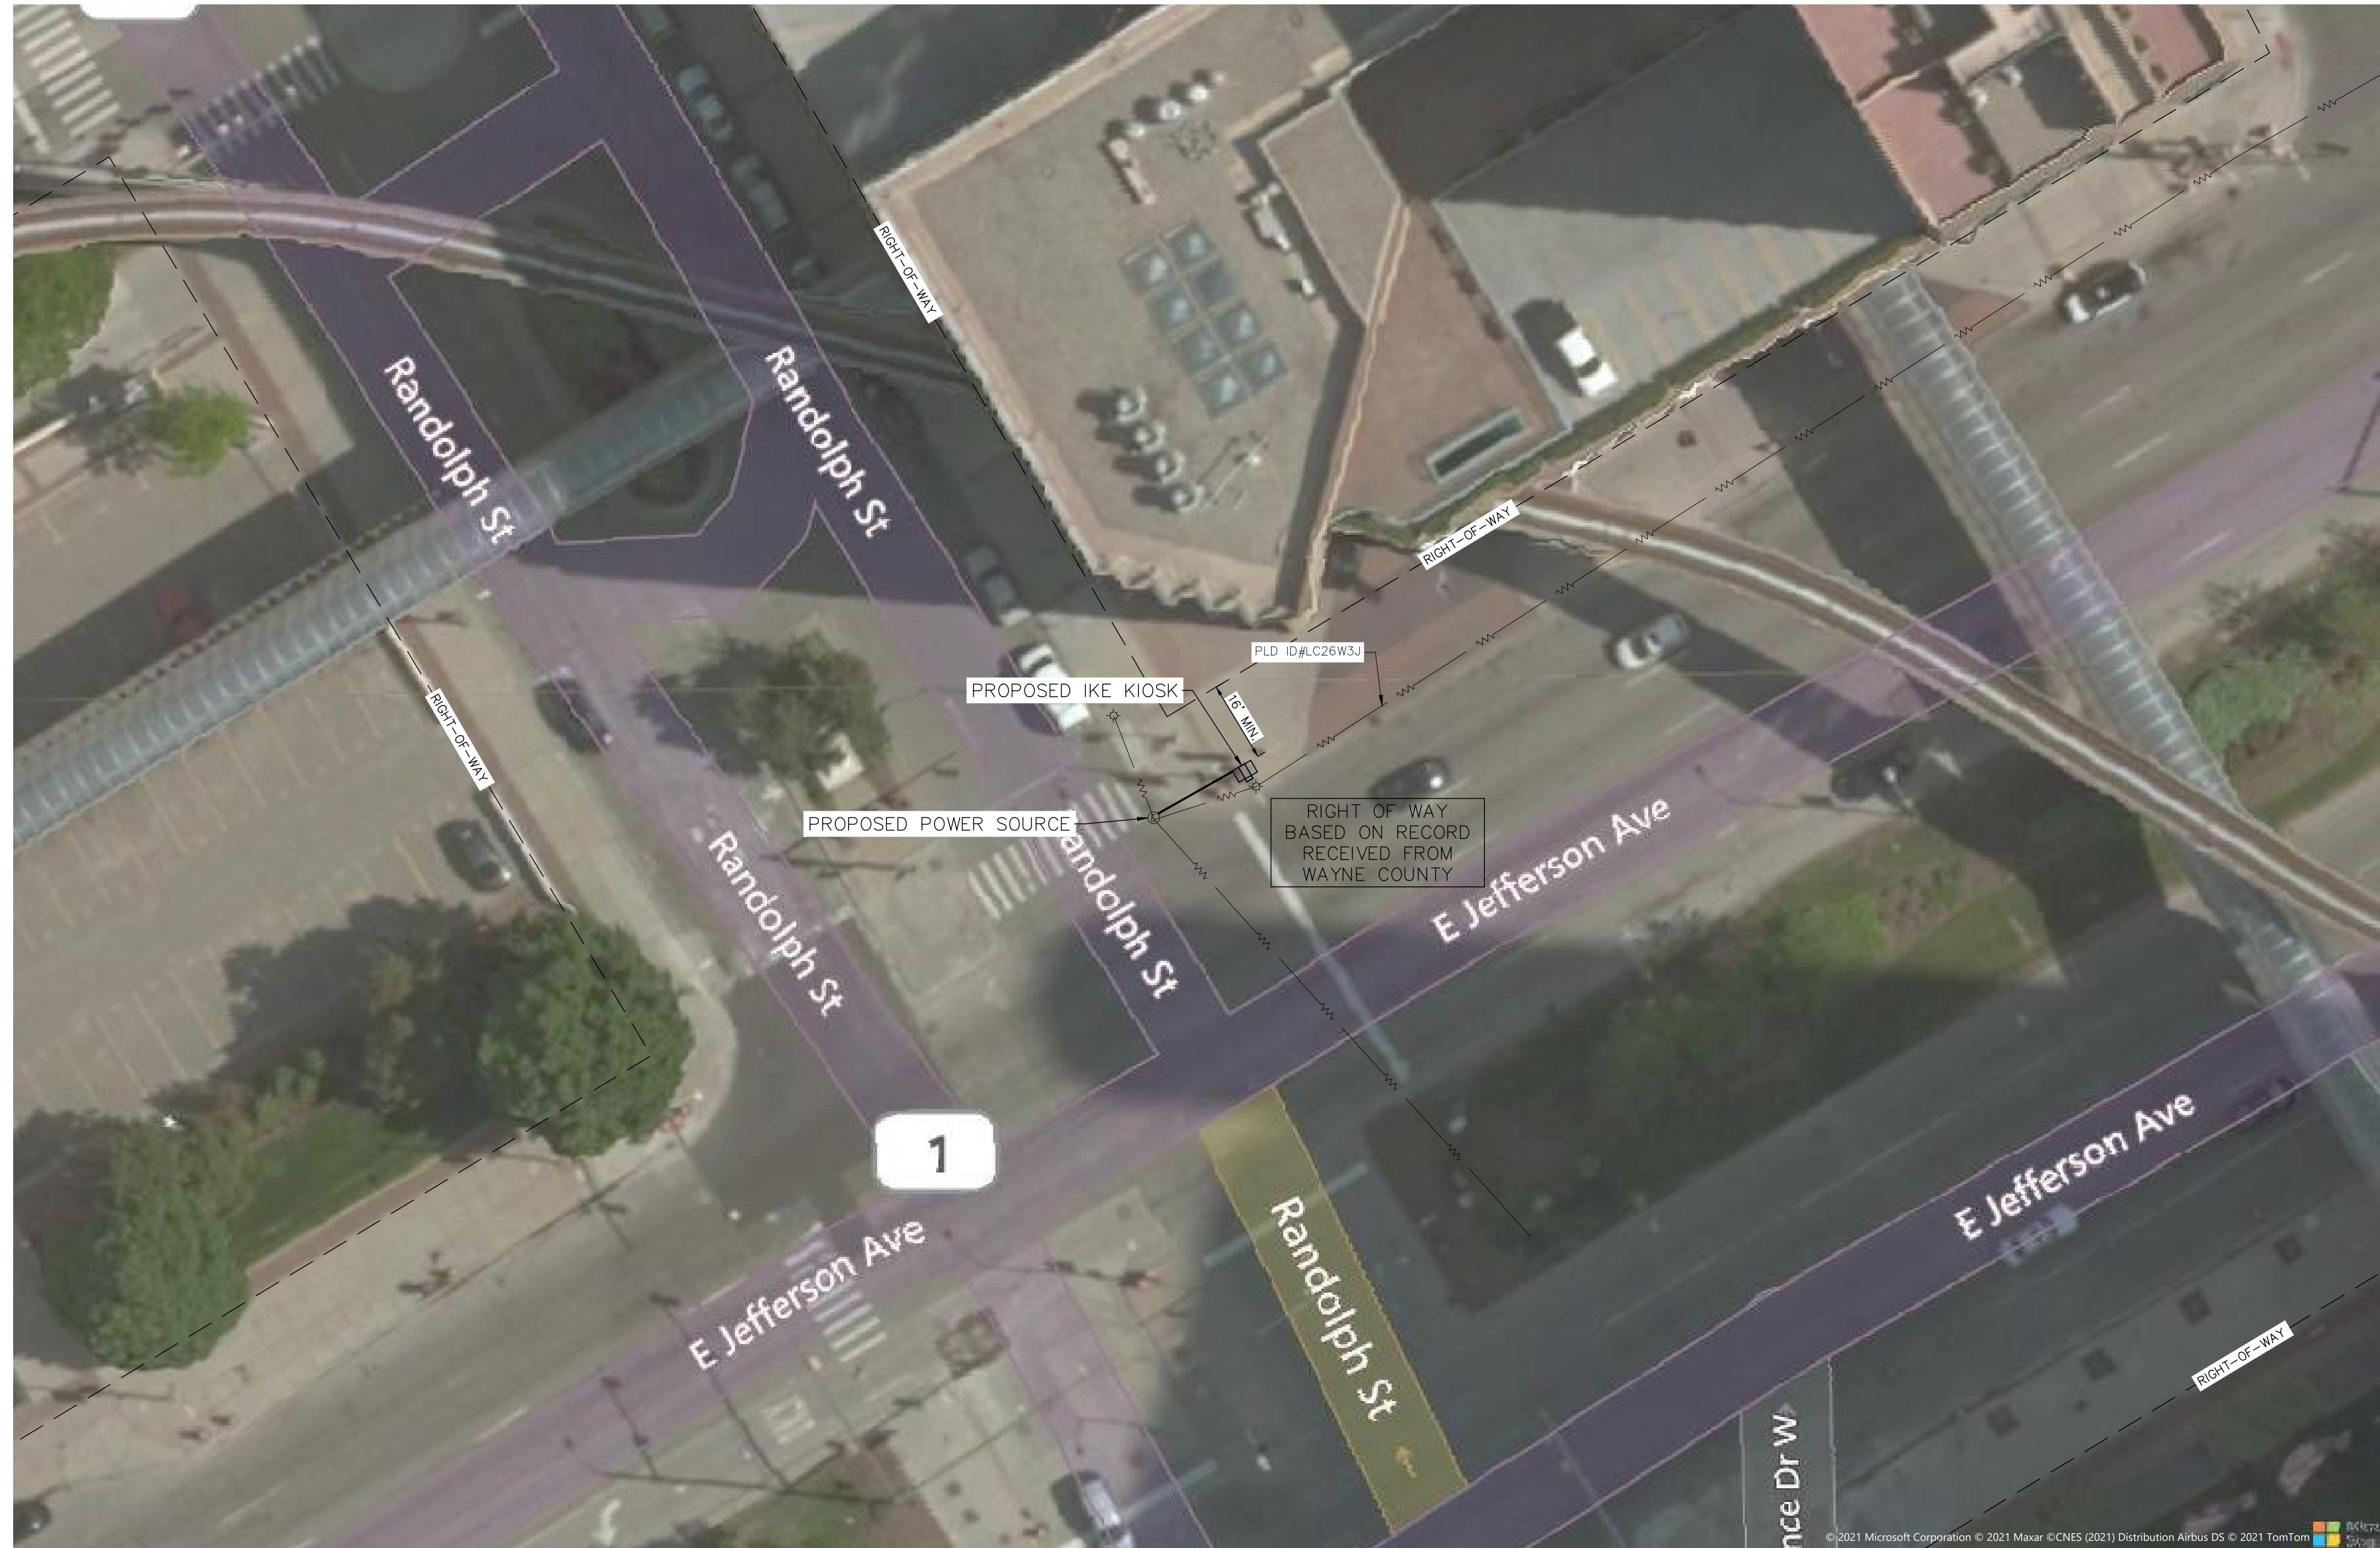 RIGHT-OF-WAY
Randolph St
Randolph St
RIGHT-OF-WAY
PLD ID#LC26W3J
PROPOSED IKE KIOSK
16' MIN.
RIGHT-OF-WAY
PROPOSED POWER SOURCE
RIGHT OF WAY
BASED ON RECORD
RECEIVED FROM
WAYNE COUNTY
E Jefferson Ave
Randolph St
andolph St
1
E Jefferson Ave
E Jefferson Ave
Randolph St
RIGHT-OF-WAY
nce Dr W
© 2021 Microsoft Corporation © 2021 Maxar ©CNES (2021) Distribution Airbus DS © 2021 TomTom